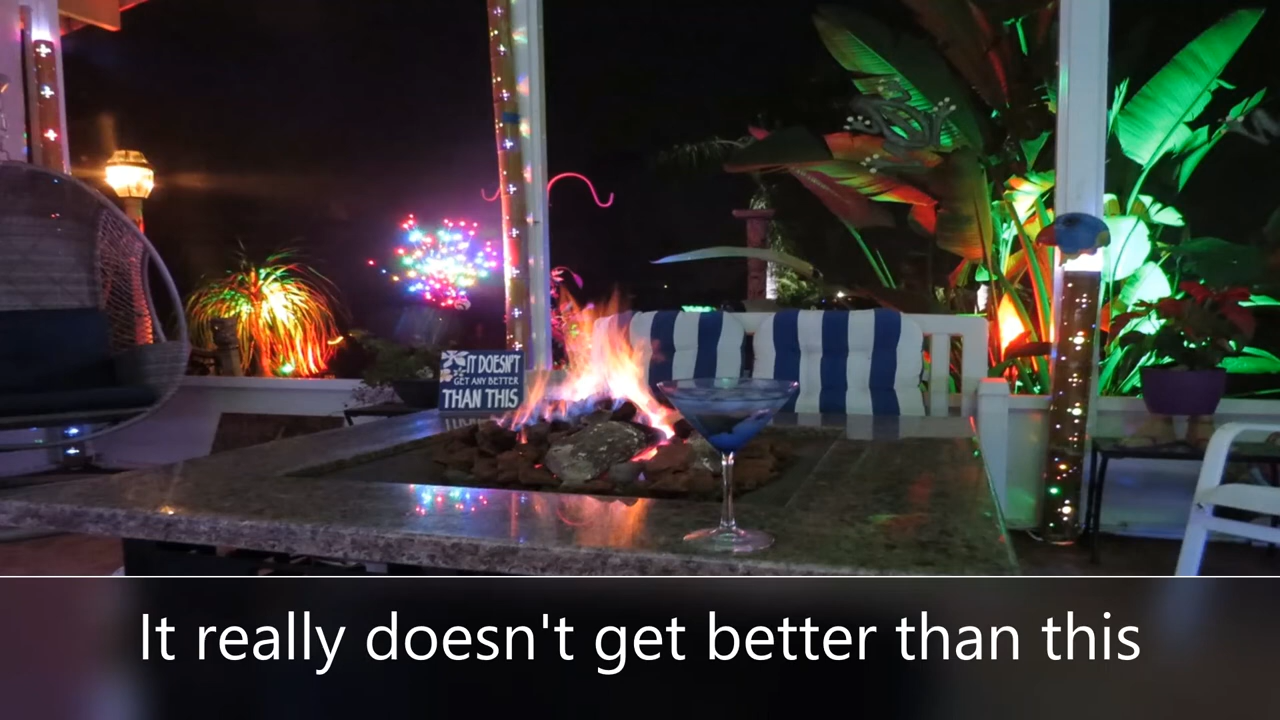 IT DOESN'T
GET ANY BETTER
THAN THIS
It really doesn't get better than this